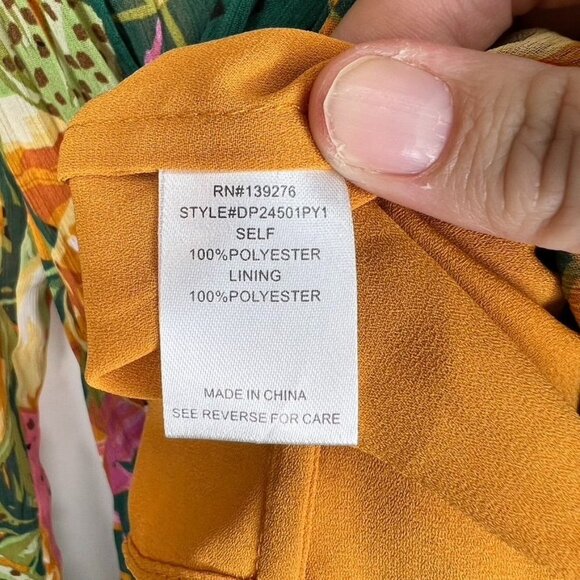 RN#139276
STYLE#DP24501PY1
SELF
100%POLYESTER
LINING
100%POLYESTER
MADE IN CHINA
SEE REVERSE FOR CARE